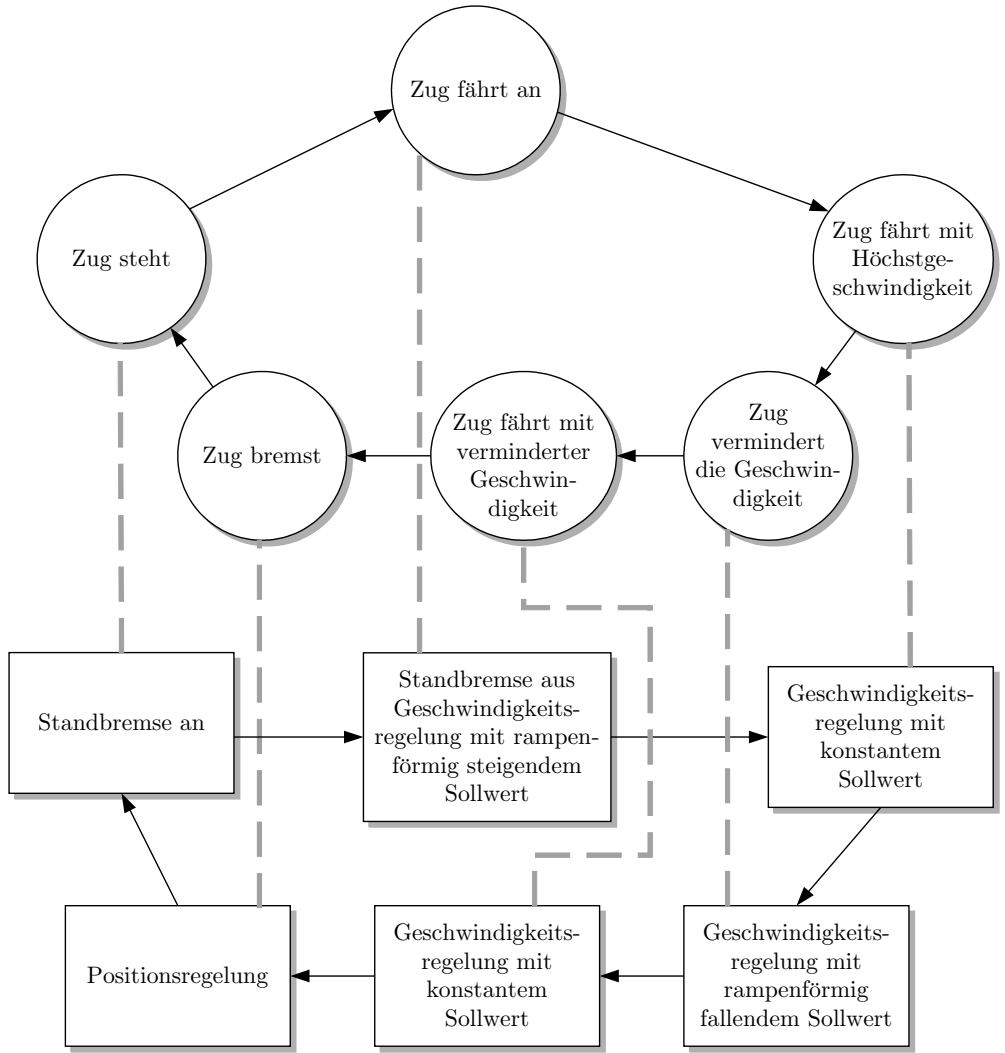 Zug fährt an
Zug steht
Zug fährt mit
Höchstge-
schwindigkeit
Zug bremst
Zug fährt mit
verminderter
Geschwin-
digkeit
Zug
vermindert
die Geschwin-
digkeit
Standbremse an
Standbremse aus
Geschwindigkeits-
regelung mit rampen-
förmig steigendem
Sollwert
Geschwindigkeits-
regelung mit
konstantem
Sollwert
Positionsregelung
Geschwindigkeits-
regelung mit
konstantem
Sollwert
Geschwindigkeits-
regelung mit
rampenförmig
fallendem Sollwert